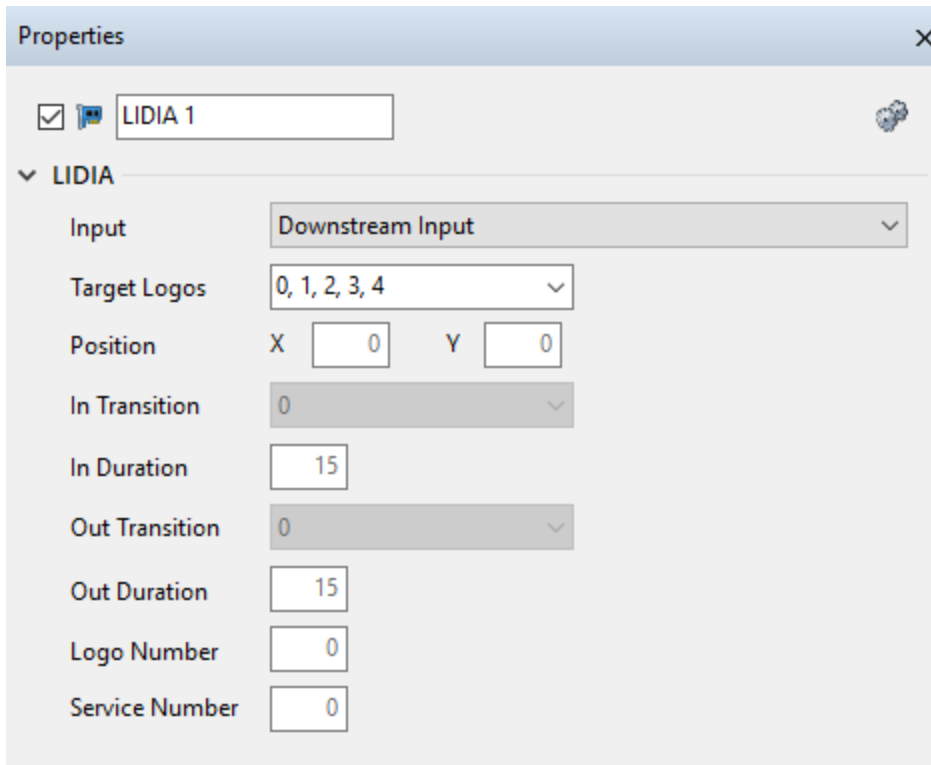 Properties
LIDIA 1
LIDIA
Input Downstream Input
Target Logos 0, 1, 2, 3, 4
Position X 0 Y 0
In Transition 0
In Duration 15
Out Transition 0
Out Duration 15
Logo Number 0
Service Number 0